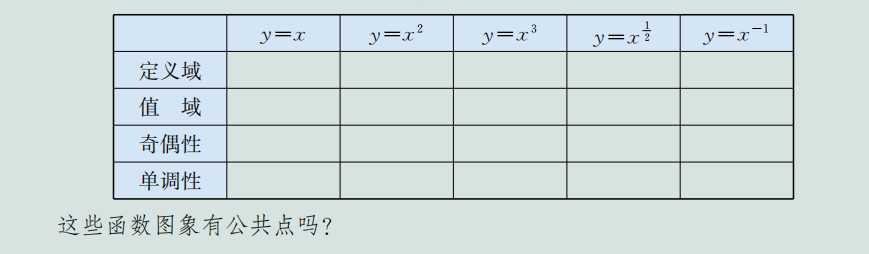 y=x y=x² y=x³ y=x^{1/2} y=x⁻¹
定义域
值 域
奇偶性
单调性
这些函数图象有公共点吗?